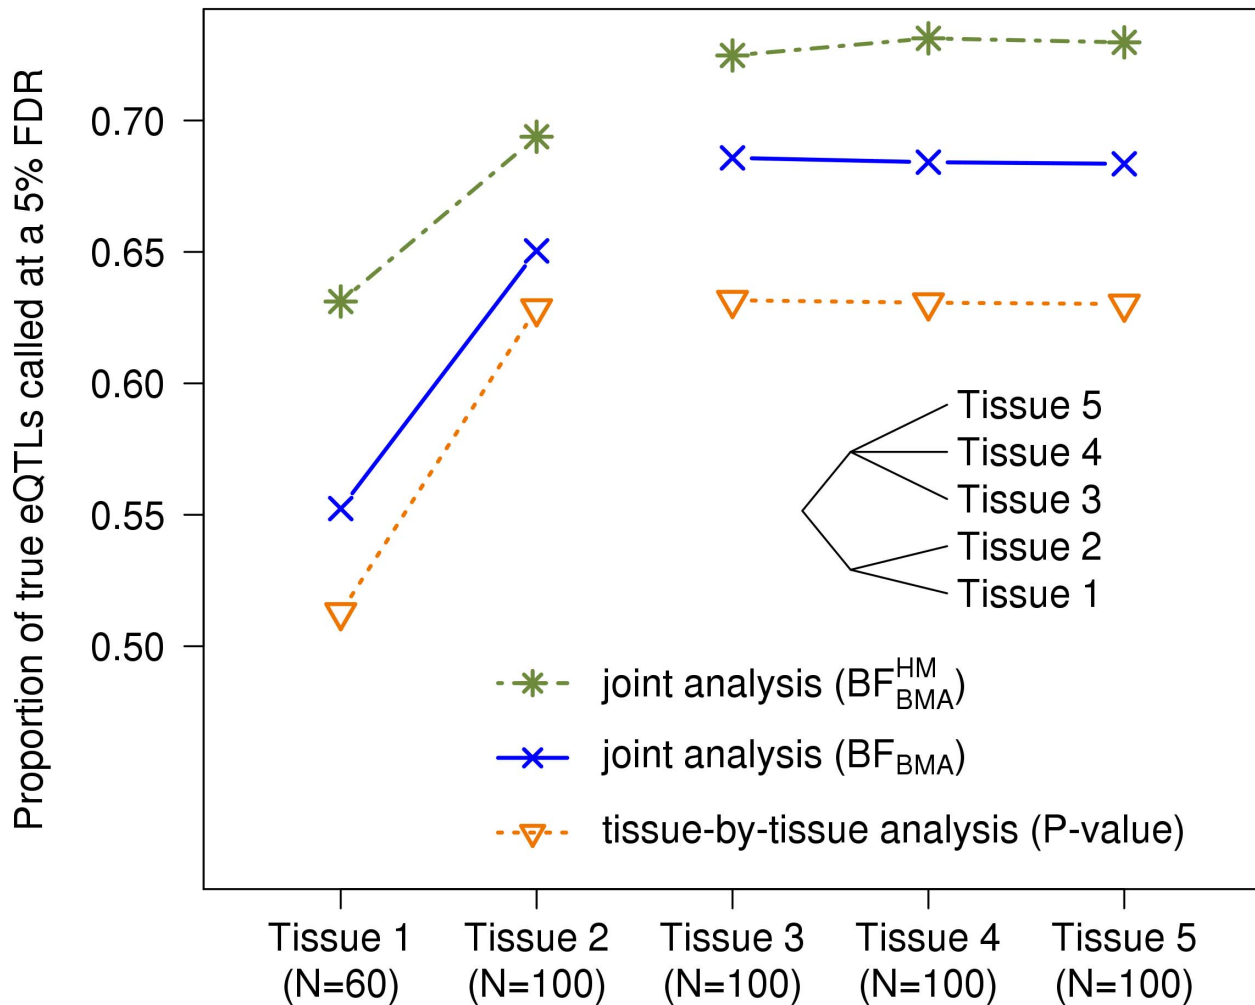 Proportion of true eQTLs called at a 5% FDR
0.70
0.65
0.60
0.55
0.50
Tissue 5
Tissue 4
Tissue 3
Tissue 2
Tissue 1
joint analysis (BF^HM_BMA)
joint analysis (BF_BMA)
tissue-by-tissue analysis (P-value)
Tissue 1 Tissue 2 Tissue 3 Tissue 4 Tissue 5
(N=60) (N=100) (N=100) (N=100) (N=100)